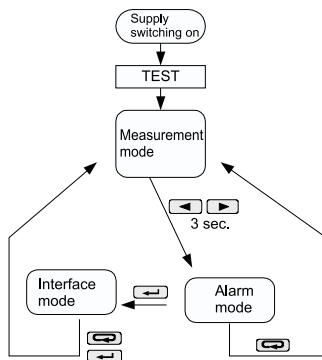 Supply
switching on
TEST
Measurement
mode
3 sec.
Interface
mode
Alarm
mode